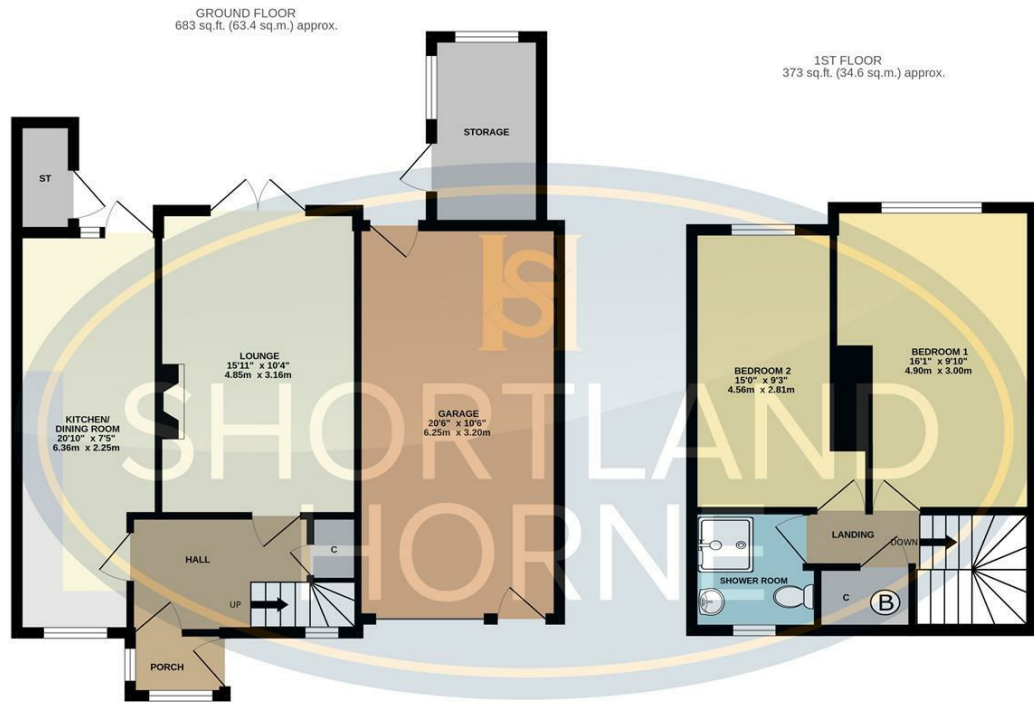 GROUND FLOOR
683 sq.ft. (63.4 sq.m.) approx.
1ST FLOOR
373 sq.ft. (34.6 sq.m.) approx.
STORAGE
ST
LOUNGE
15'11" x 10'4"
4.85m x 3.16m
KITCHEN/
DINING ROOM
20'10" x 7'5"
6.36m x 2.25m
GARAGE
20'6" x 10'6"
6.25m x 3.20m
HALL
C
UP
PORCH
BEDROOM 2
15'0" x 9'3"
4.56m x 2.81m
BEDROOM 1
16'1" x 9'10"
4.90m x 3.00m
LANDING
DOWN
SHOWER ROOM
C
B
SH
SHORTLAND
HORNE